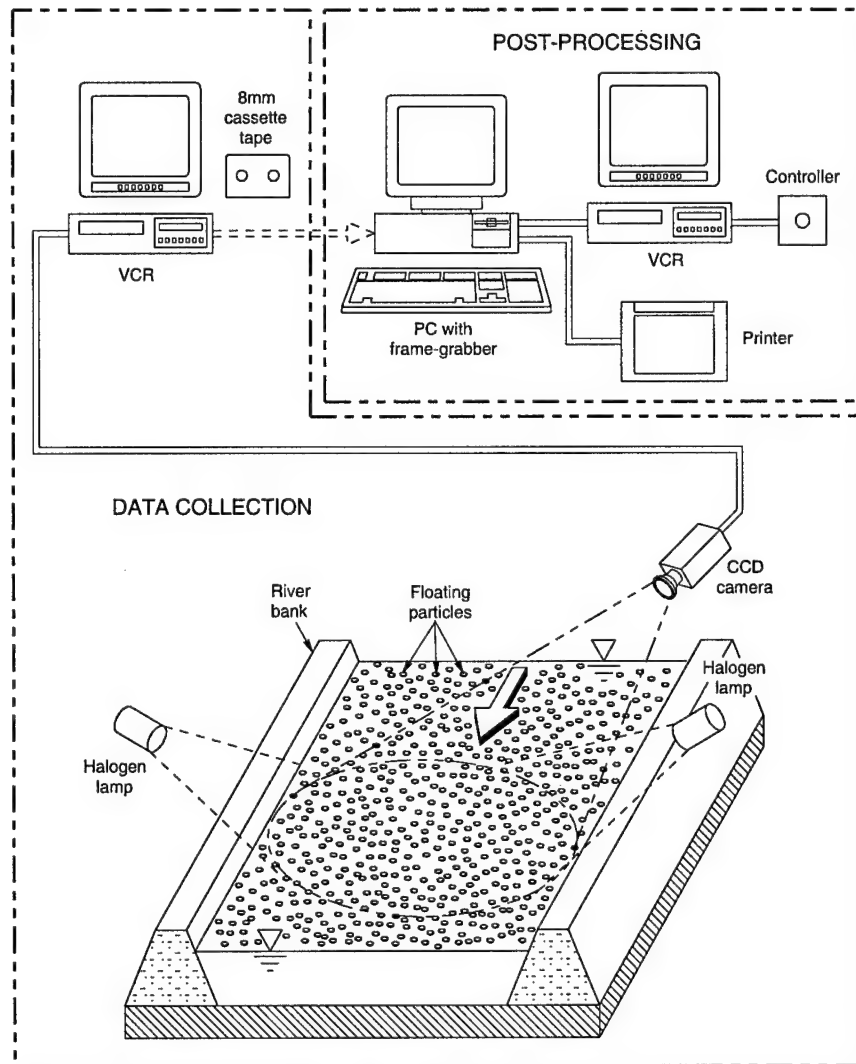 POST-PROCESSING
8mm
cassette
tape
Controller
VCR
VCR
PC with
frame-grabber
Printer
DATA COLLECTION
CCD
camera
River
bank
Floating
particles
Halogen
lamp
Halogen
lamp